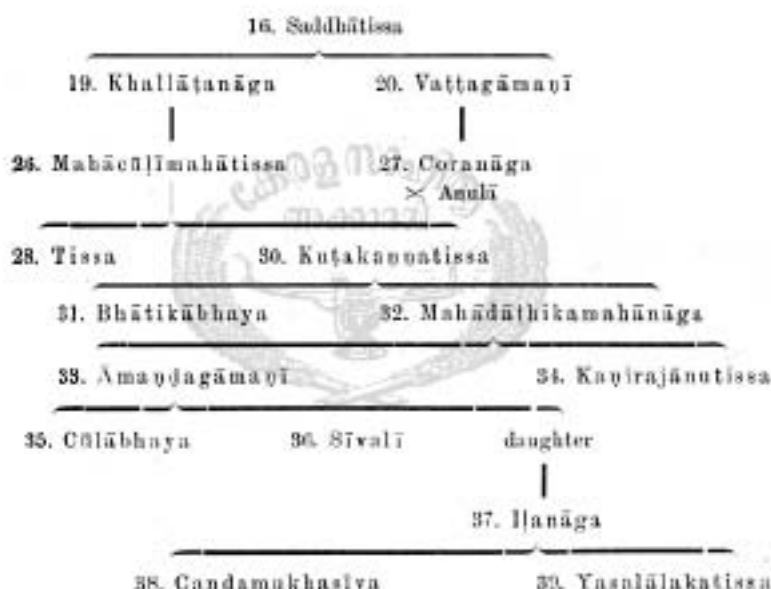 16. Saddhātissa
19. Khallāṭanāga 20. Vaṭṭagāmaṇī
26. Mahācūḷīmahātissa 27. Coranāga
× Anulā
28. Tissa 30. Kuṭakaṇṇatissa
31. Bhātikābhaya 32. Mahādāṭhikamahānāga
33. Āmaṇḍagāmaṇī 34. Kaṇirajānutissa
35. Cūlābhaya 36. Sīvalī daughter
37. Iḷanāga
38. Candamukhasīva 39. Yasalālakatissa